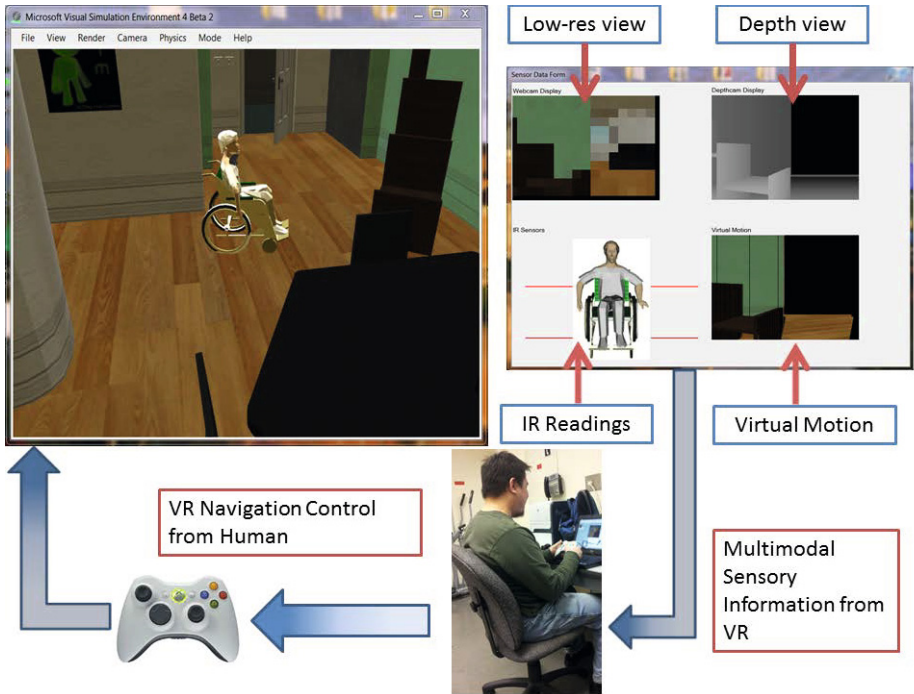 Microsoft Visual Simulation Environment 4 Beta 2
File View Render Camera Physics Mode Help
Low-res view
Depth view
Sensor Data Form
Webcam Display
Depthcam Display
IR Sensors
Virtual Motion
IR Readings
Virtual Motion
VR Navigation Control
from Human
Multimodal
Sensory
Information from
VR